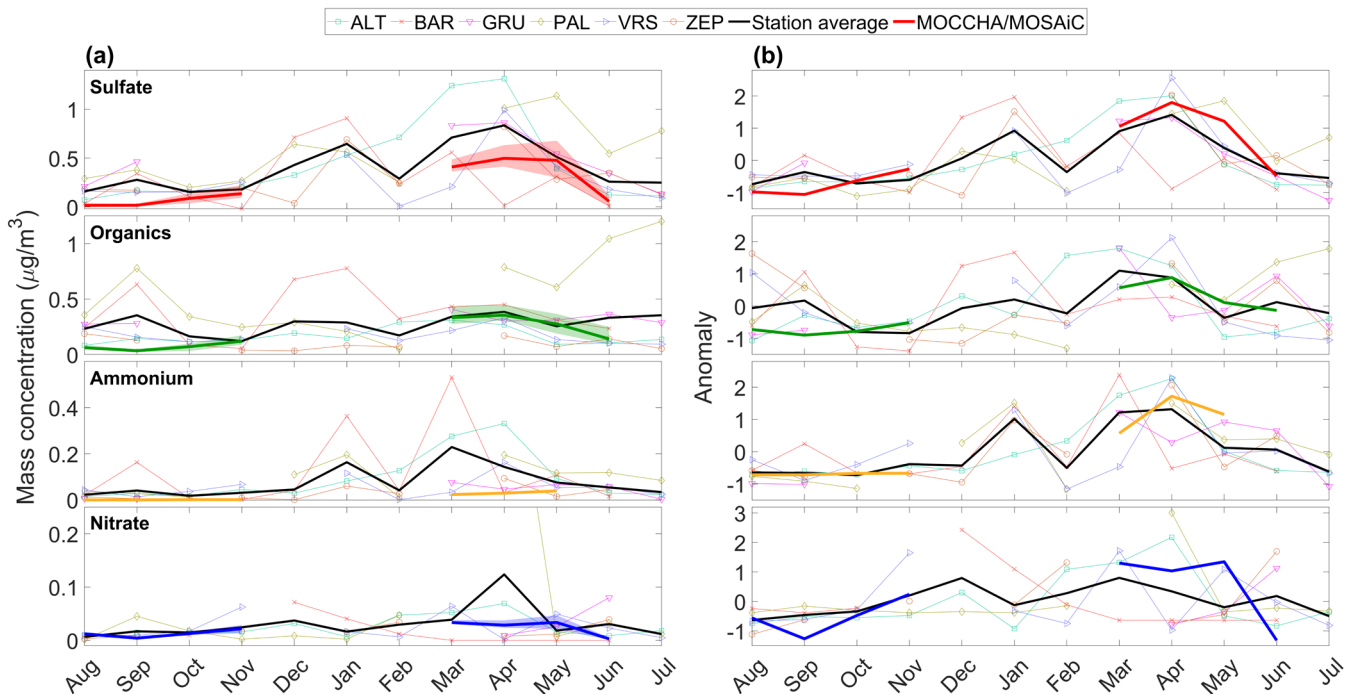 ALT BAR GRU PAL VRS ZEP Station average MOCCHA/MOSAiC
(a) (b)
Sulfate
1
0.5
0
2
1
0
-1
Organics
1
0.5
0
2
1
0
-1
Ammonium
0.4
0.2
0
2
1
0
1
Nitrate
0.2
0.1
0
3
2
1
0
-1
Mass concentration (μg/m³)
Anomaly
Aug Sep Oct Nov Dec Jan Feb Mar Apr May Jun Jul
Aug Sep Oct Nov Dec Jan Feb Mar Apr May Jun Jul